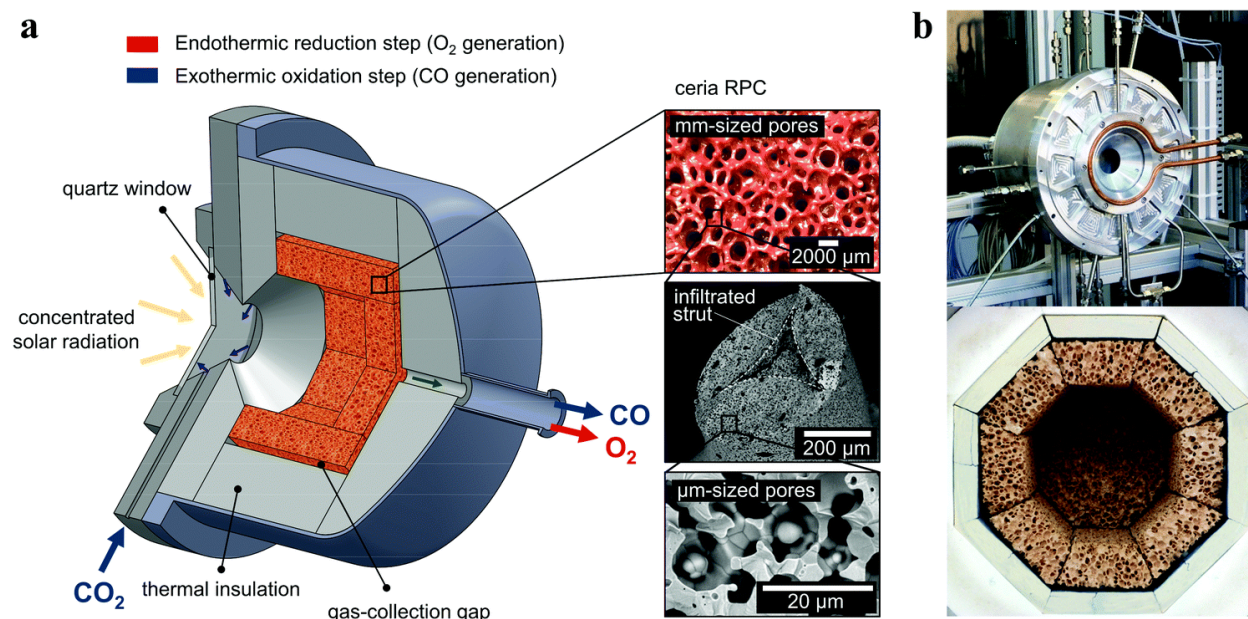 a
Endothermic reduction step (O₂ generation)
Exothermic oxidation step (CO generation)
quartz window
concentrated
solar radiation
CO₂
thermal insulation
gas-collection gap
CO
O₂
ceria RPC
mm-sized pores
2000 µm
infiltrated
strut
200 µm
µm-sized pores
20 µm
b